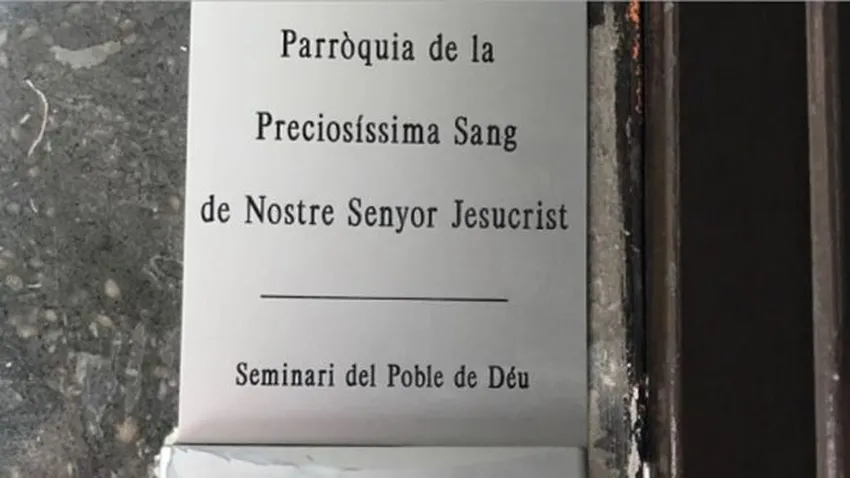 Parròquia de la
Preciosíssima Sang
de Nostre Senyor Jesucrist
Seminari del Poble de Déu